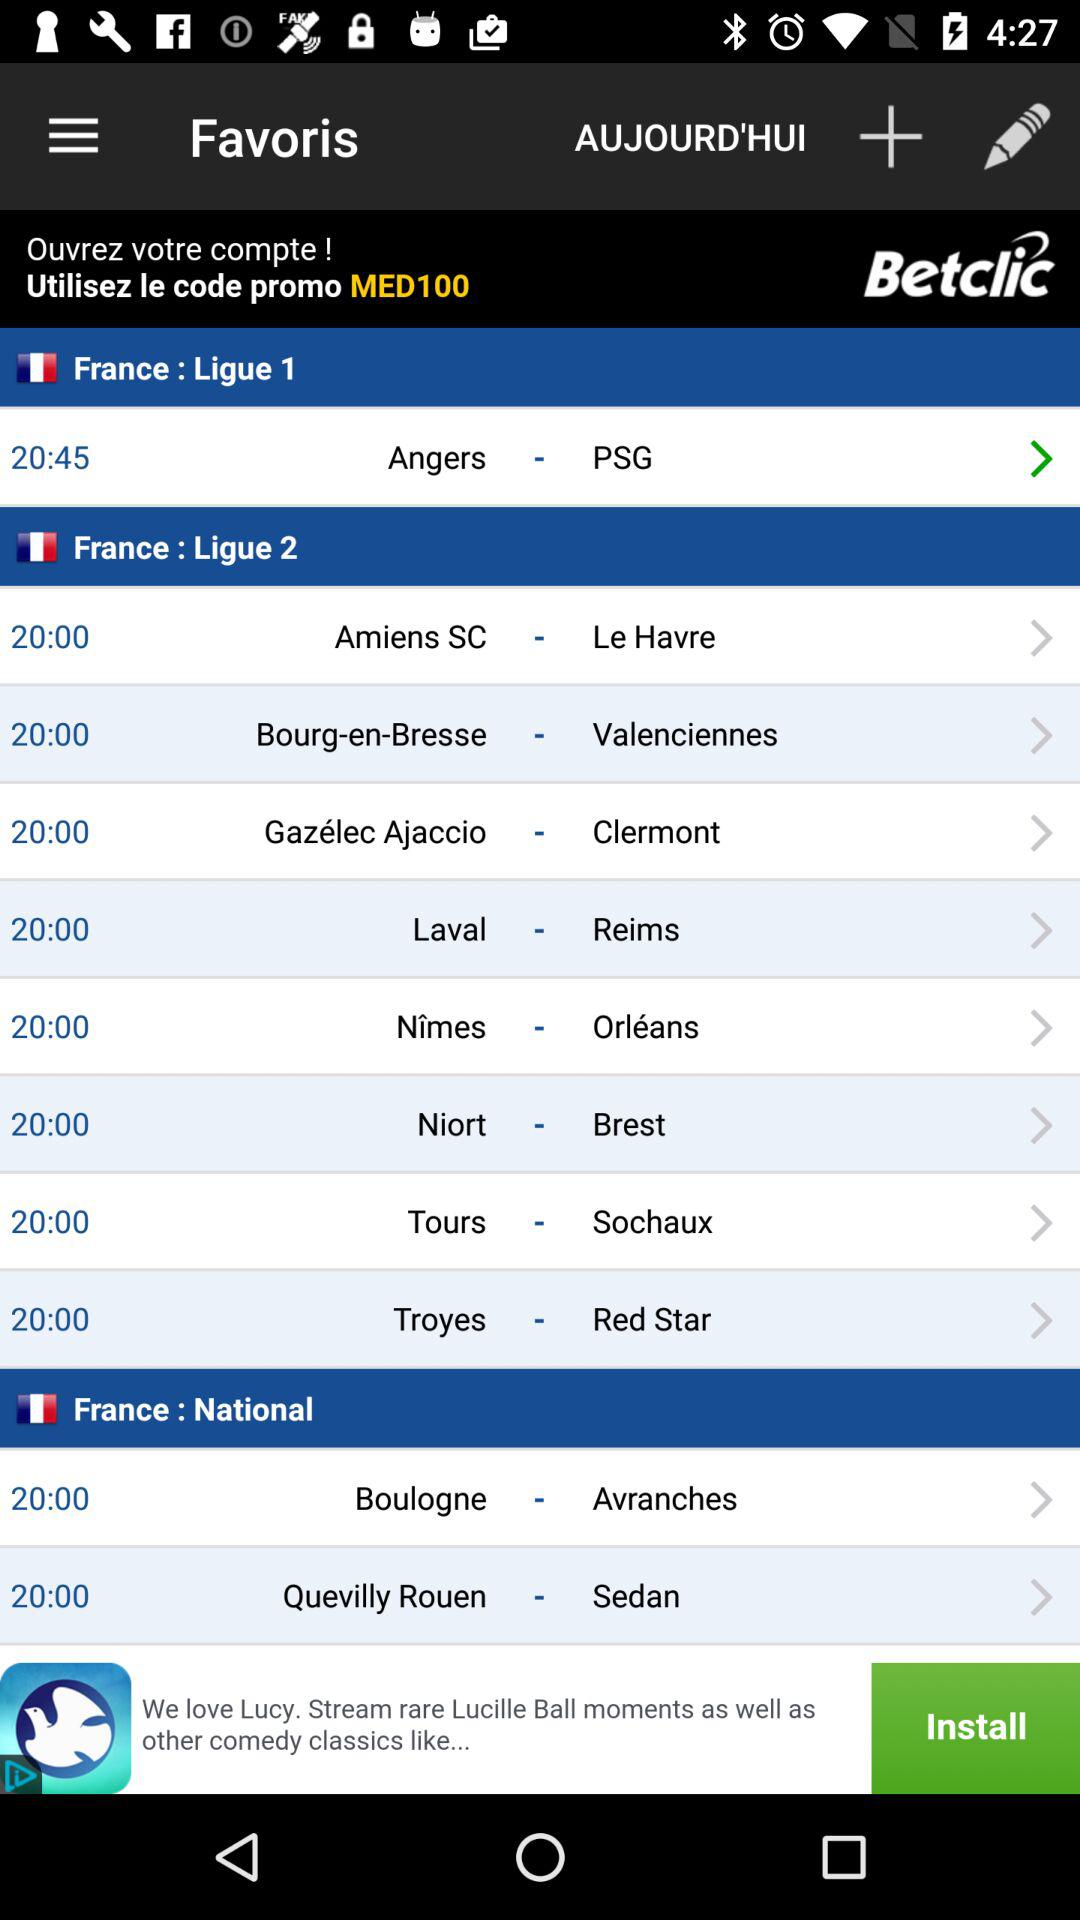 FAKE 4:27
Favoris AUJOURD'HUI
Ouvrez votre compte !
Utilisez le code promo MED100
Betclic
France : Ligue 1
20:45 Angers - PSG
France : Ligue 2
20:00 Amiens SC - Le Havre
20:00 Bourg-en-Bresse - Valenciennes
20:00 Gazélec Ajaccio - Clermont
20:00 Laval - Reims
20:00 Nîmes - Orléans
20:00 Niort - Brest
20:00 Tours - Sochaux
20:00 Troyes - Red Star
France : National
20:00 Boulogne - Avranches
20:00 Quevilly Rouen - Sedan
We love Lucy. Stream rare Lucille Ball moments as well as
other comedy classics like...
Install